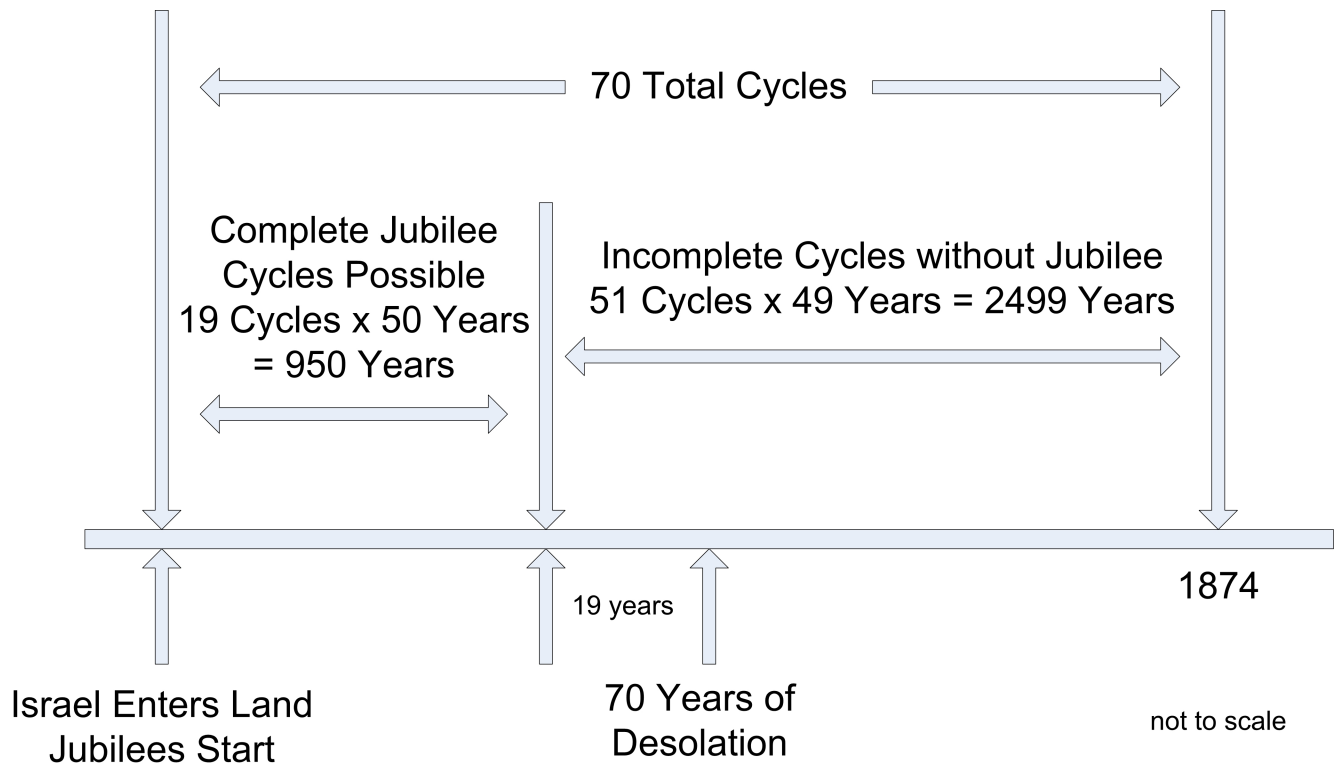 70 Total Cycles
Complete Jubilee
Cycles Possible
19 Cycles x 50 Years
= 950 Years
Incomplete Cycles without Jubilee
51 Cycles x 49 Years = 2499 Years
19 years
1874
Israel Enters Land
Jubilees Start
70 Years of
Desolation
not to scale